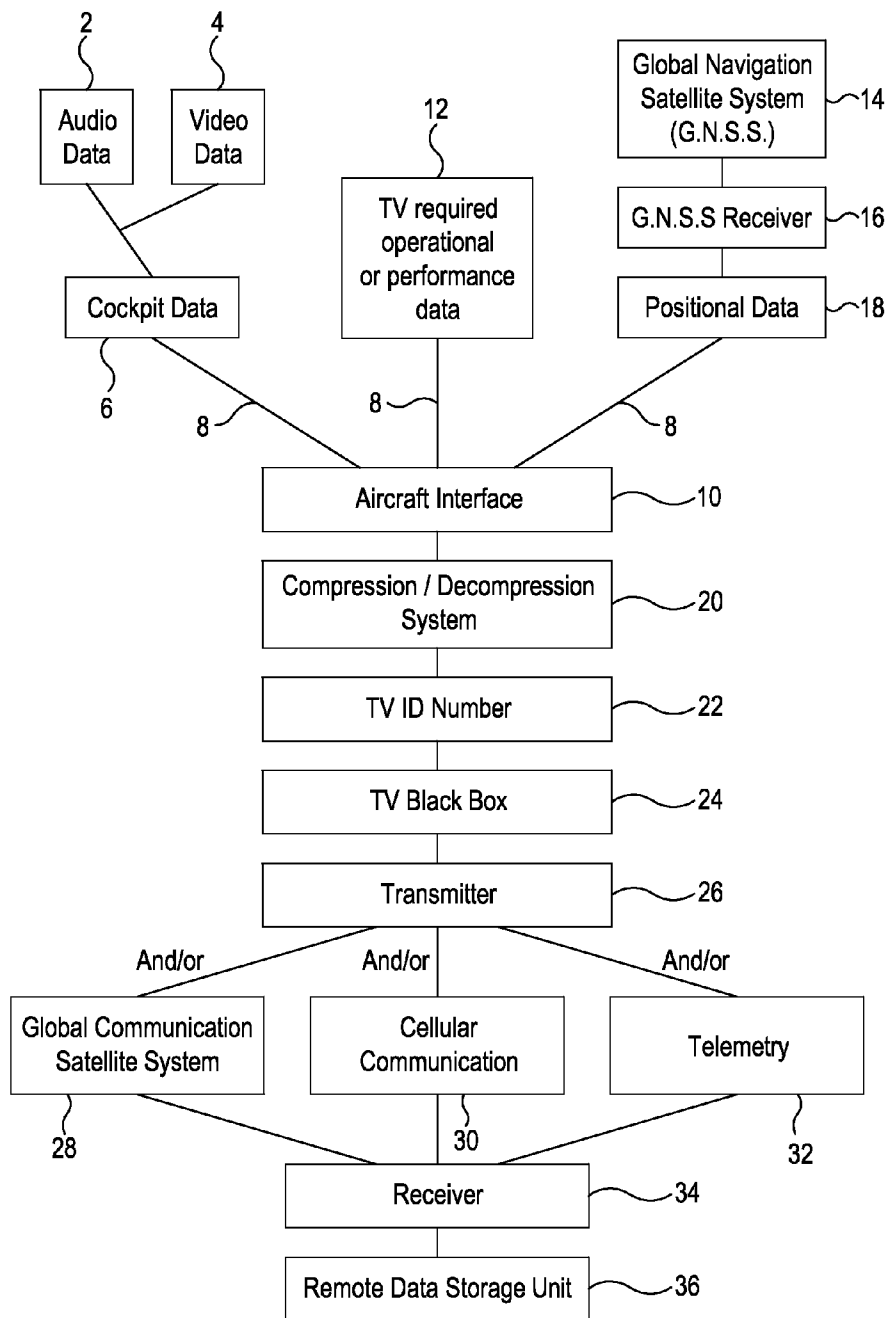 2
4
Audio
Data
Video
Data
12
TV required
operational
or performance
data
Global Navigation
Satellite System
(G.N.S.S.)
14
G.N.S.S Receiver
16
Cockpit Data
6
Positional Data
18
8
8
8
Aircraft Interface
10
Compression / Decompression
System
20
TV ID Number
22
TV Black Box
24
Transmitter
26
And/or
And/or
And/or
Global Communication
Satellite System
28
Cellular
Communication
30
Telemetry
32
Receiver
34
Remote Data Storage Unit
36